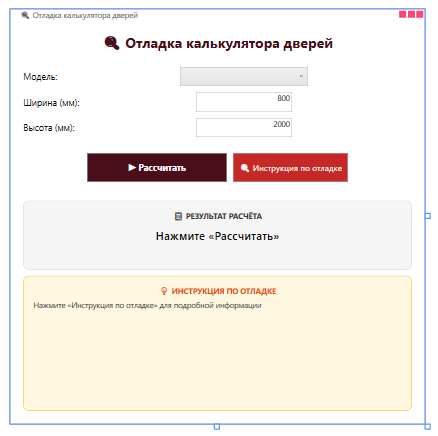 Отладка калькулятора дверей
Отладка калькулятора дверей
Модель:
Ширина (мм):
800
Высота (мм):
2000
Рассчитать
Инструкция по отладке
РЕЗУЛЬТАТ РАСЧЁТА
Нажмите «Рассчитать»
ИНСТРУКЦИЯ ПО ОТЛАДКЕ
Нажмите «Инструкция по отладке» для подробной информации